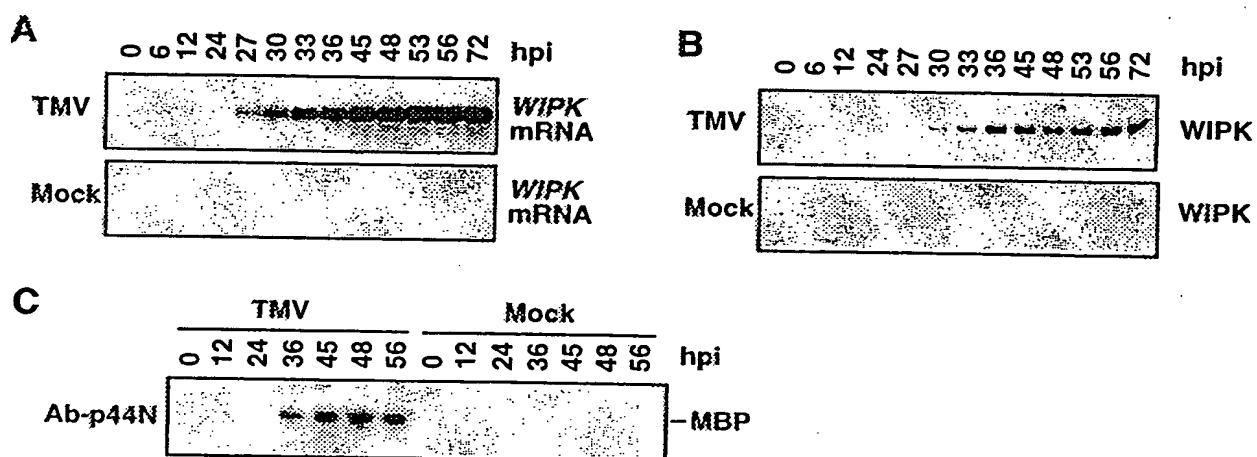 A
0 6 12 24 27 30 33 36 45 48 53 56 72 hpi
TMV
WIPK
mRNA
Mock
WIPK
mRNA
B
0 6 12 24 27 30 33 36 45 48 53 56 72 hpi
TMV
WIPK
Mock
WIPK
C
TMV Mock
0 12 24 36 45 48 56 0 12 24 36 45 48 56 hpi
Ab-p44N
–MBP